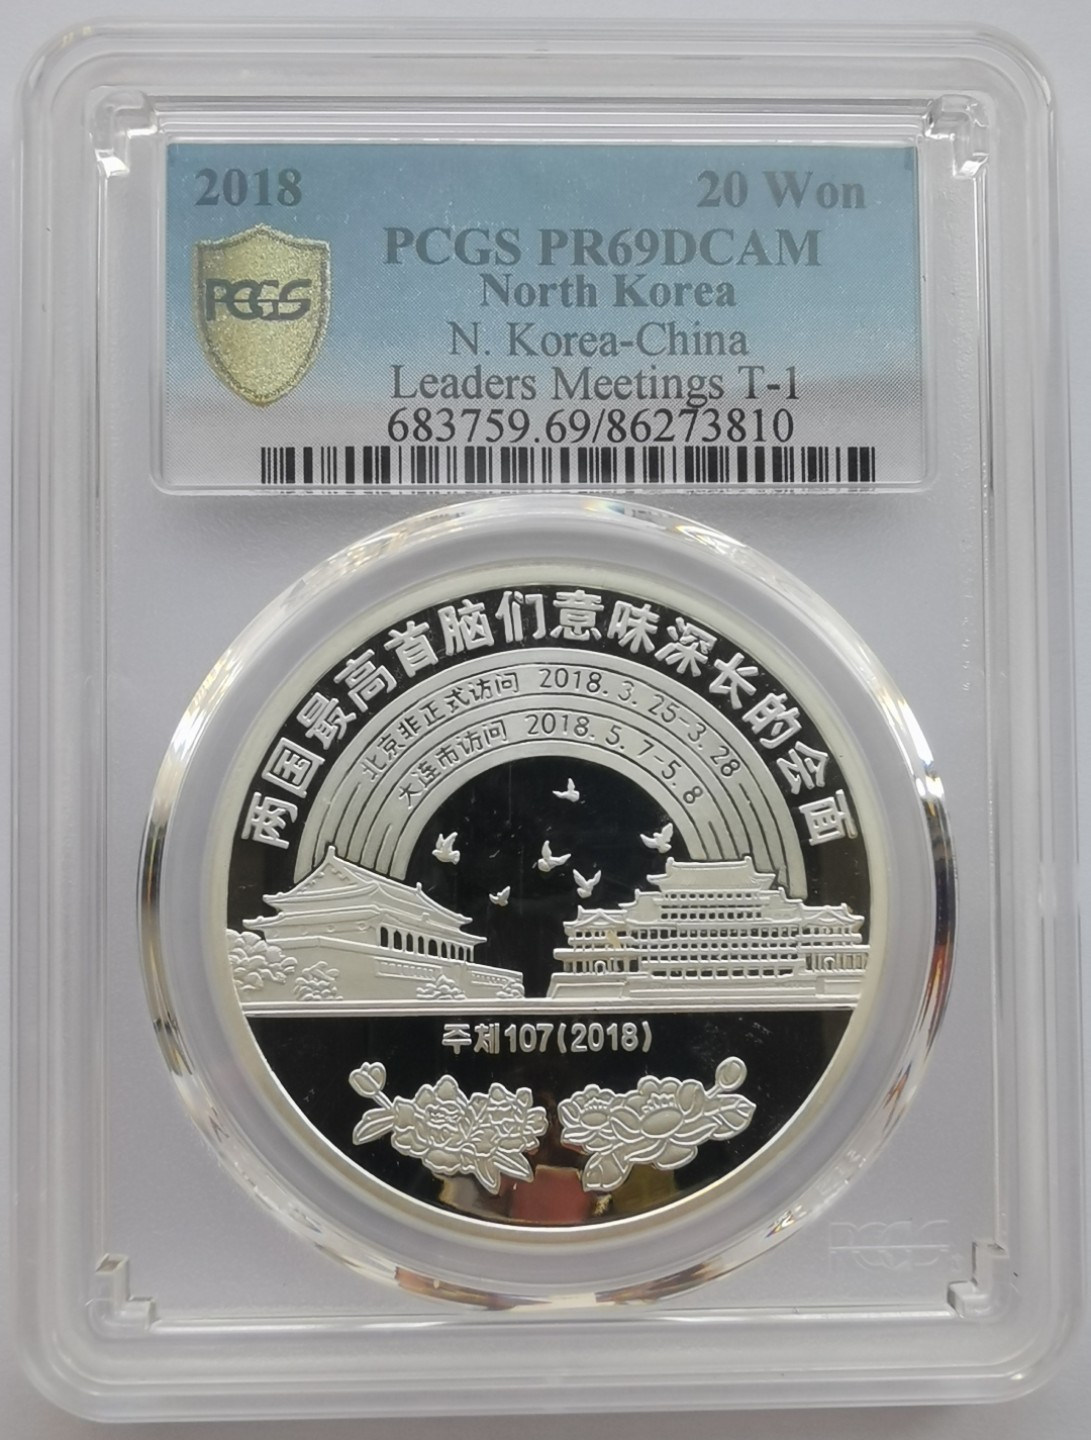 2018
20 Won
PCGS PR69DCAM
North Korea
N. Korea-China
Leaders Meetings T-1
683759.69/86273810
PCGS
两国最高首脑们意味深长的会面
北京非正式访问 2018.3.25-3.28
大连市访问 2018.5.7-5.8
주체107(2018)
PCGS